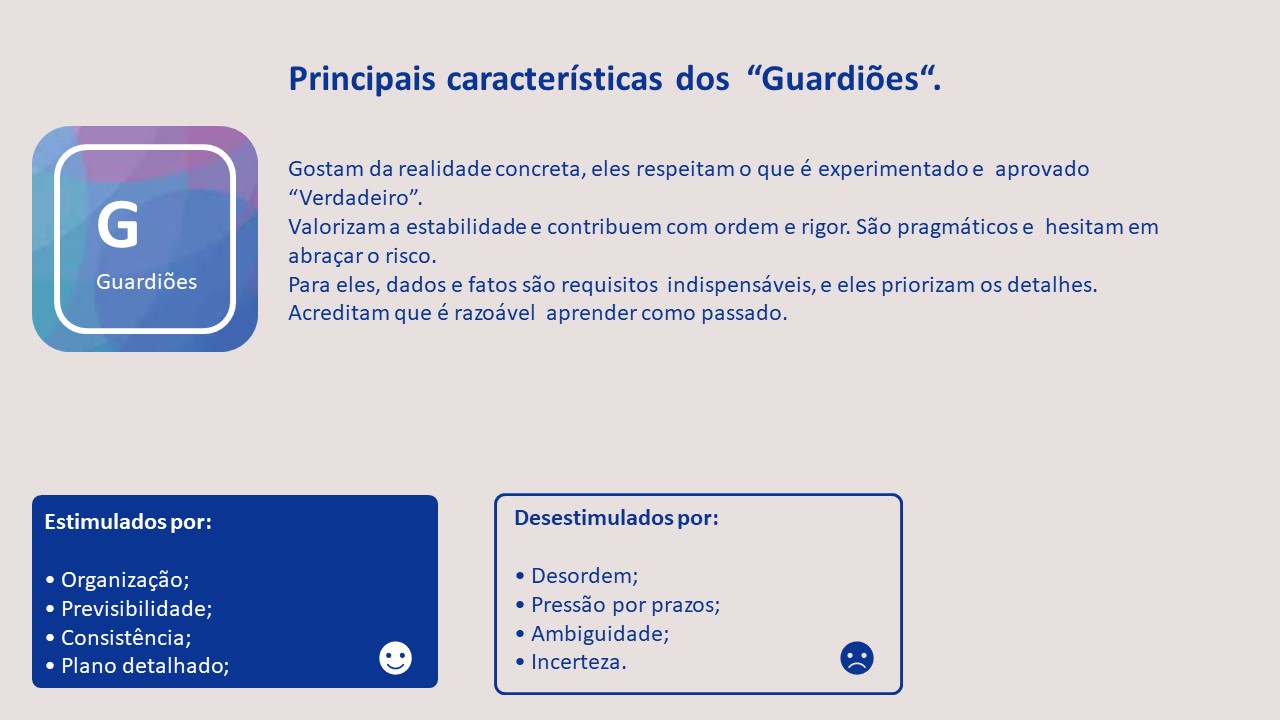 Principais características dos “Guardiões“.
G
Guardiões
Gostam da realidade concreta, eles respeitam o que é experimentado e aprovado
“Verdadeiro”.
Valorizam a estabilidade e contribuem com ordem e rigor. São pragmáticos e hesitam em
abraçar o risco.
Para eles, dados e fatos são requisitos indispensáveis, e eles priorizam os detalhes.
Acreditam que é razoável aprender como passado.
Estimulados por:
• Organização;
• Previsibilidade;
• Consistência;
• Plano detalhado;
Desestimulados por:
• Desordem;
• Pressão por prazos;
• Ambiguidade;
• Incerteza.